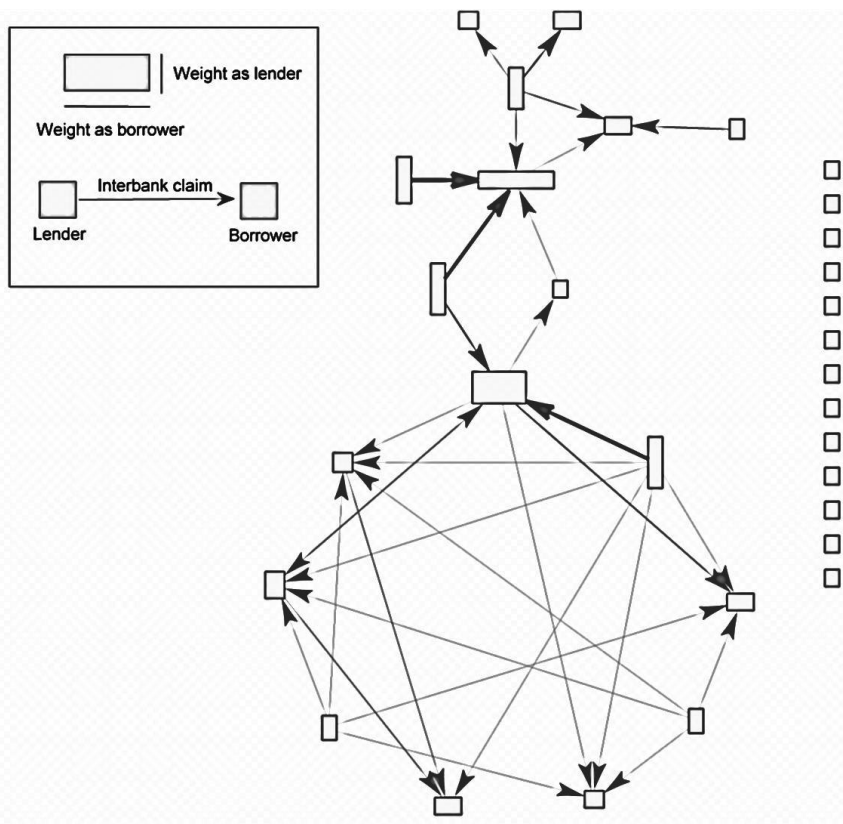 Weight as lender
Weight as borrower
Interbank claim
Lender
Borrower